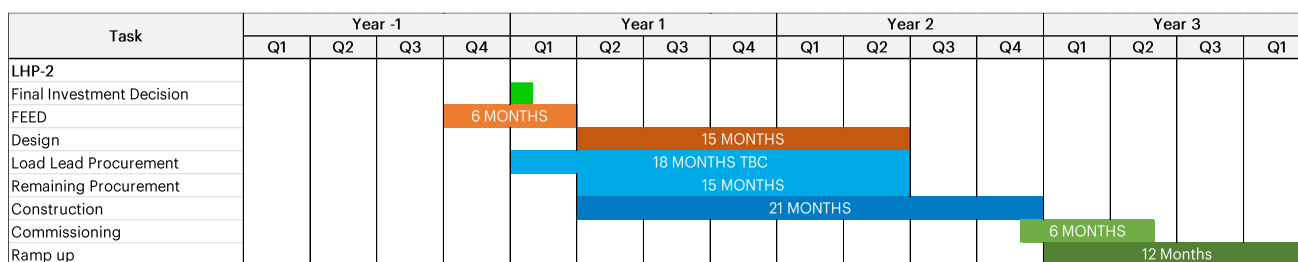 Task Year -1 Year 1 Year 2 Year 3
Q1 Q2 Q3 Q4 Q1 Q2 Q3 Q4 Q1 Q2 Q3 Q4 Q1 Q2 Q3 Q1
LHP-2
Final Investment Decision
FEED 6 MONTHS
Design 15 MONTHS
Load Lead Procurement 18 MONTHS TBC
Remaining Procurement 15 MONTHS
Construction 21 MONTHS
Commissioning 6 MONTHS
Ramp up 12 Months